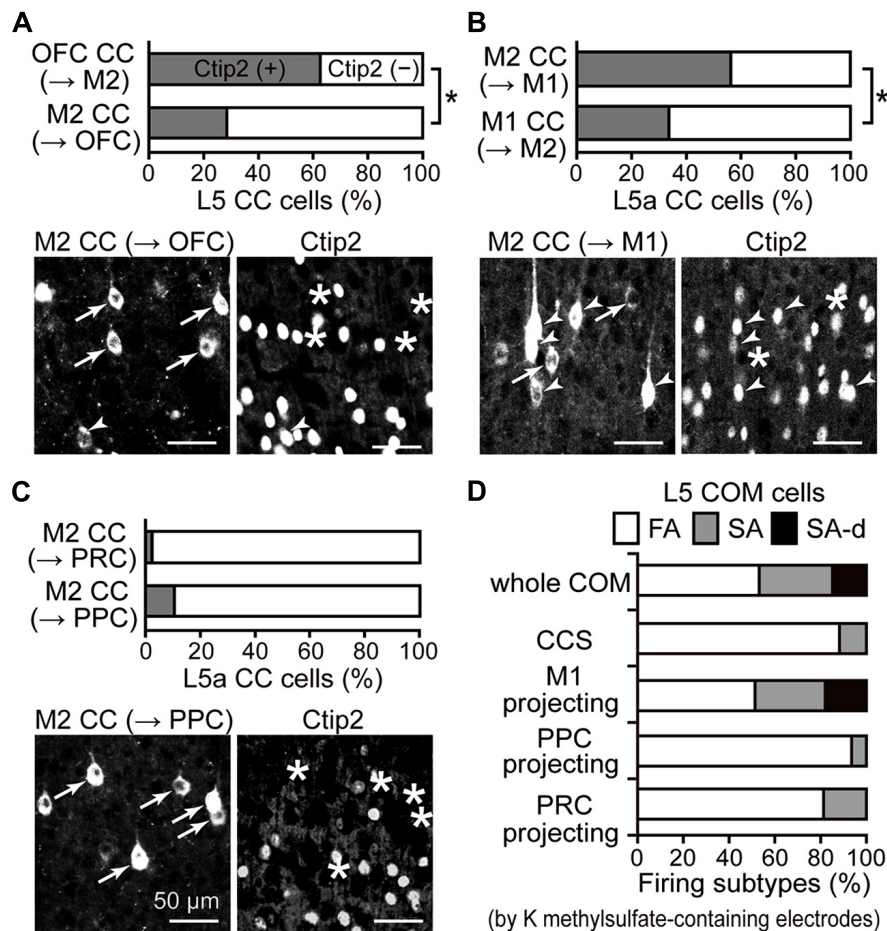 A
OFC CC
(→ M2)
Ctip2 (+)
Ctip2 (−)
*
M2 CC
(→ OFC)
0 20 40 60 80 100
L5 CC cells (%)
M2 CC (→ OFC) Ctip2
* * * *
B
M2 CC
(→ M1)
*
M1 CC
(→ M2)
0 20 40 60 80 100
L5a CC cells (%)
M2 CC (→ M1) Ctip2
* *
C
M2 CC
(→ PRC)
M2 CC
(→ PPC)
0 20 40 60 80 100
L5a CC cells (%)
M2 CC (→ PPC) Ctip2
* * * * *
50 µm
D
L5 COM cells
FA SA SA-d
whole COM
CCS
M1
projecting
PPC
projecting
PRC
projecting
0 20 40 60 80 100
Firing subtypes (%)
(by K methylsulfate-containing electrodes)